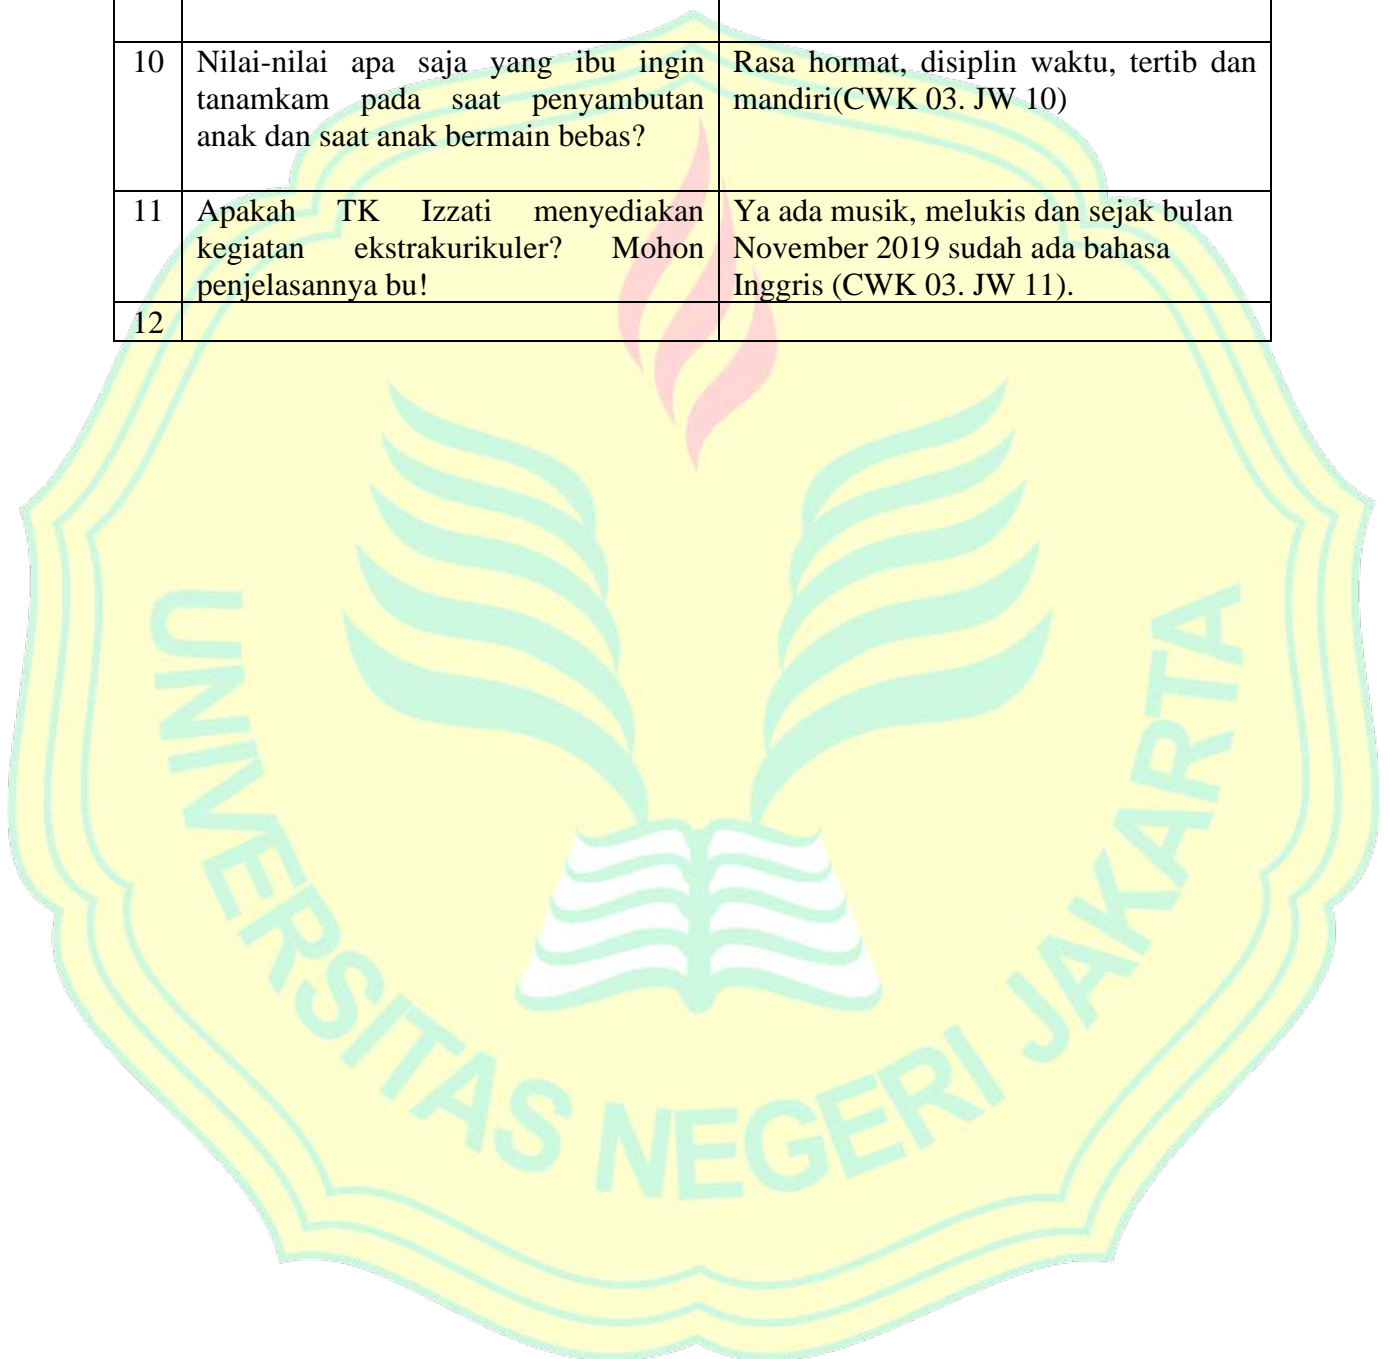 10 Nilai-nilai apa saja yang ibu ingin Rasa hormat, disiplin waktu, tertib dan
tanamkam pada saat penyambutan mandiri(CWK 03. JW 10)
anak dan saat anak bermain bebas?
11 Apakah TK Izzati menyediakan Ya ada musik, melukis dan sejak bulan
kegiatan ekstrakurikuler? Mohon November 2019 sudah ada bahasa
penjelasannya bu! Inggris (CWK 03. JW 11).
12
UNIVERSITAS NEGERI JAKARTA